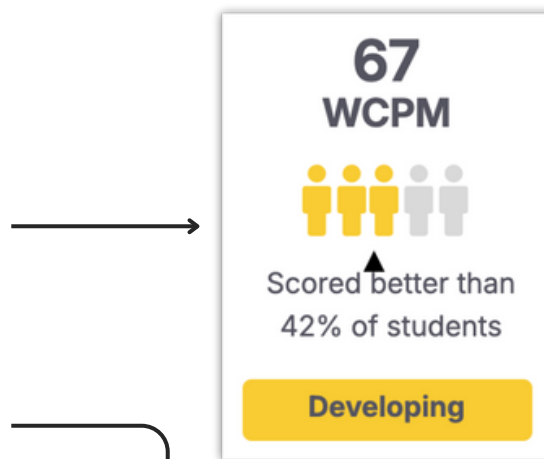 67
WCPM
Scored better than
42% of students
Developing